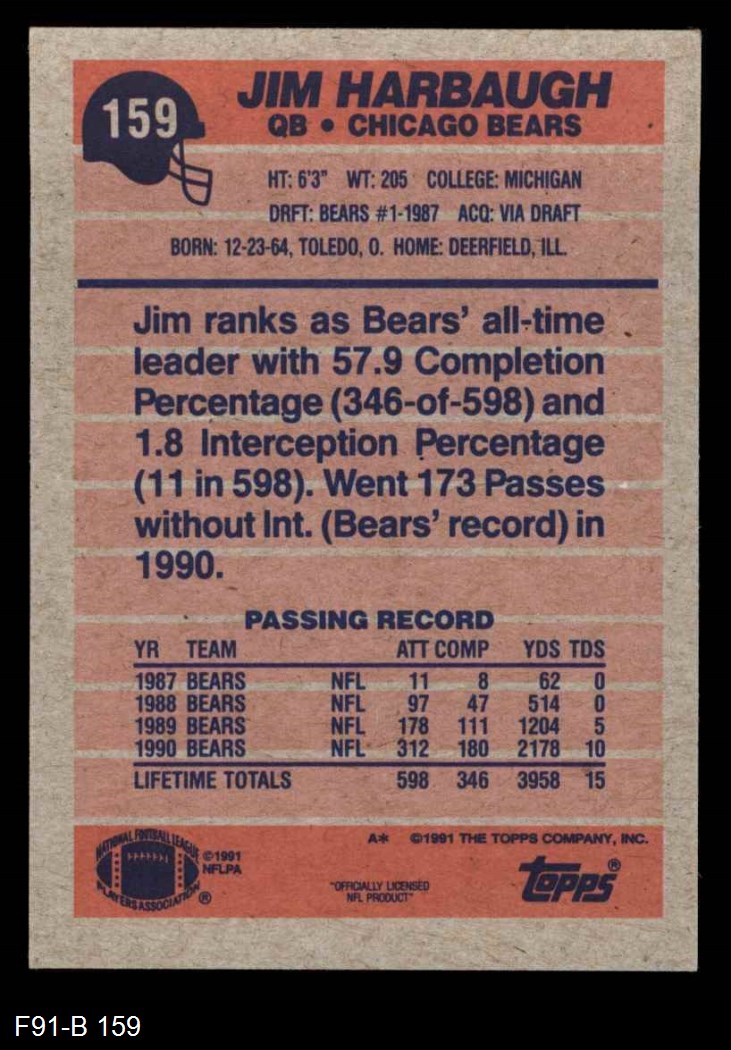 159
JIM HARBAUGH
QB • CHICAGO BEARS
HT: 6'3" WT: 205 COLLEGE: MICHIGAN
DRFT: BEARS #1-1987 ACQ: VIA DRAFT
BORN: 12-23-64, TOLEDO, O. HOME: DEERFIELD, ILL.
Jim ranks as Bears' all-time
leader with 57.9 Completion
Percentage (346-of-598) and
1.8 Interception Percentage
(11 in 598). Went 173 Passes
without Int. (Bears' record) in
1990.
PASSING RECORD
YR TEAM ATT COMP YDS TDS
1987 BEARS NFL 11 8 62 0
1988 BEARS NFL 97 47 514 0
1989 BEARS NFL 178 111 1204 5
1990 BEARS NFL 312 180 2178 10
LIFETIME TOTALS 598 346 3958 15
A* ©1991 THE TOPPS COMPANY, INC.
NATIONAL FOOTBALL LEAGUE
PLAYERS ASSOCIATION ®
©1991
NFLPA
"OFFICIALLY LICENSED
NFL PRODUCT"
topps®
F91-B 159